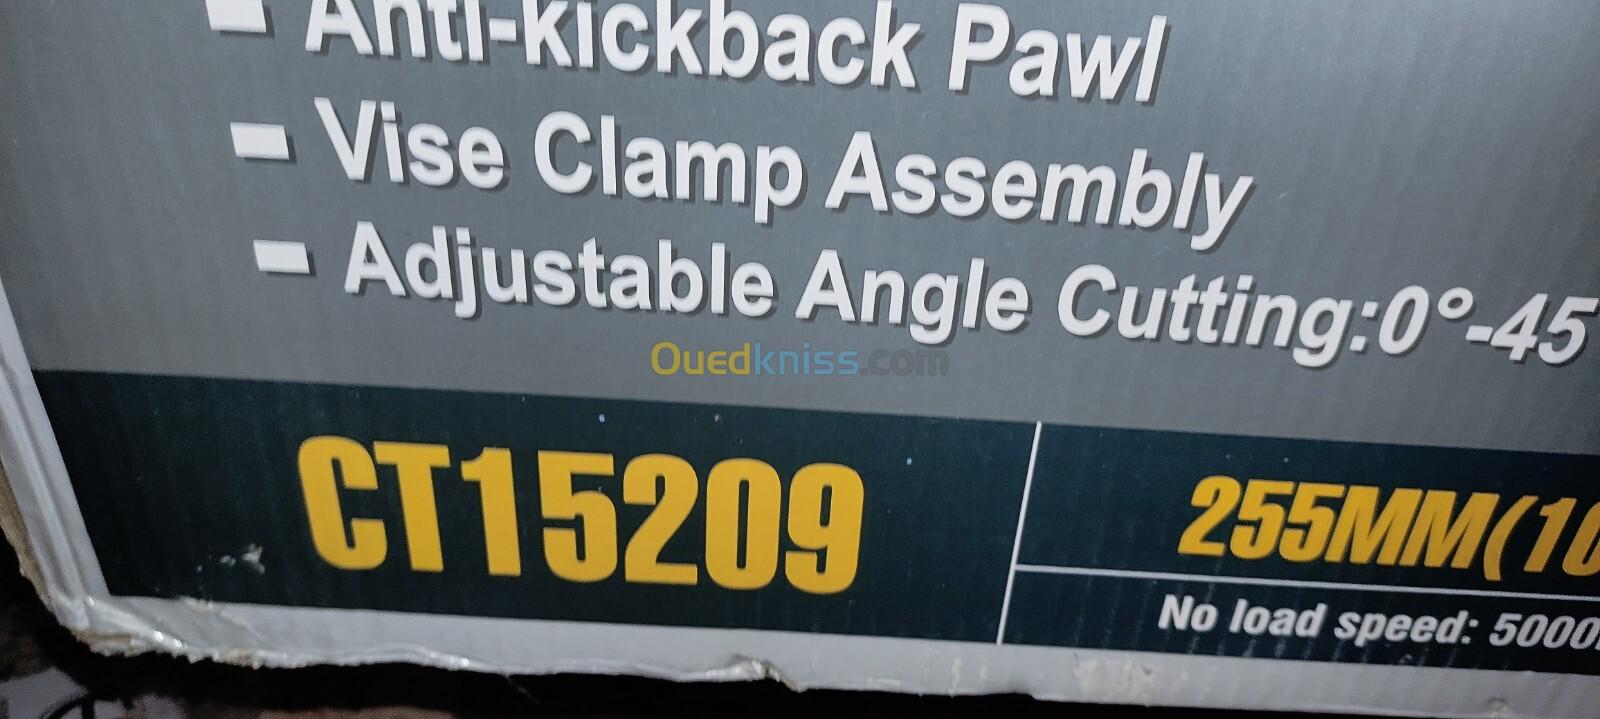 - Anti-kickback Pawl
- Vise Clamp Assembly
- Adjustable Angle Cutting:0°-45
Ouedkniss.com
CT15209
255MM(10
No load speed: 5000